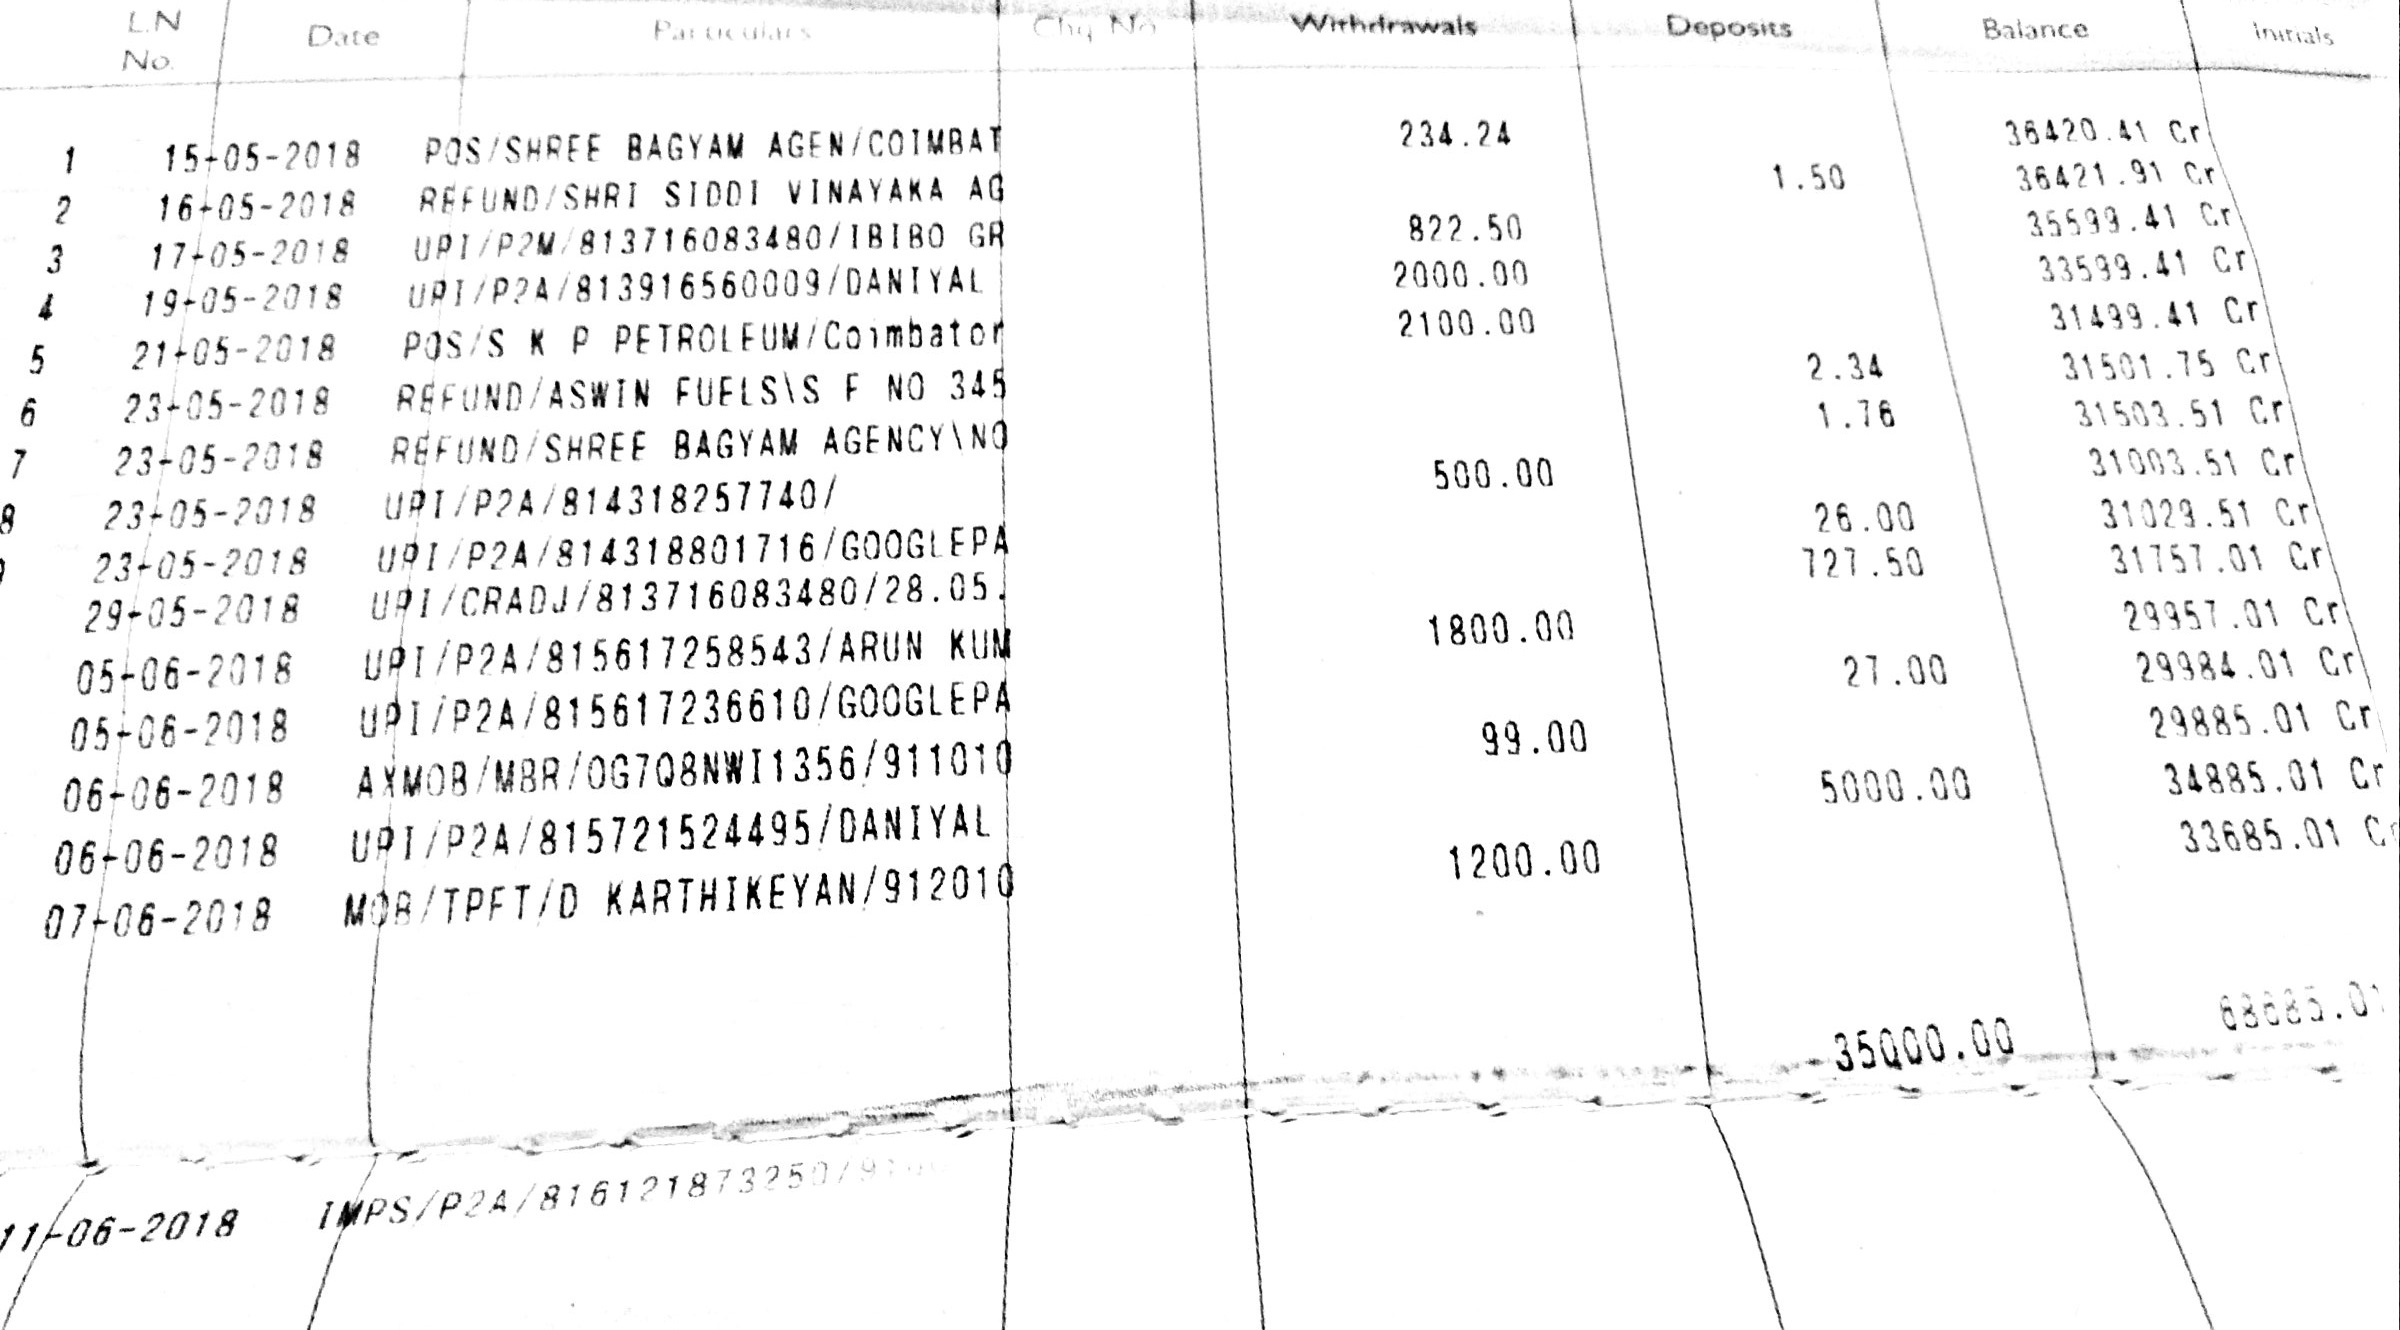 L.N No. Date Particulars Chq No Withdrawals Deposits Balance Initials
1 15-05-2018 POS/SHREE BAGYAM AGEN/COIMBAT 234.24 36420.41 Cr
2 16-05-2018 REFUND/SHRI SIDDI VINAYAKA AG 1.50 36421.91 Cr
3 17-05-2018 UPI/P2M/813716083480/IBIBO GR 822.50 35599.41 Cr
4 19-05-2018 UPI/P2A/813916560009/DANIYAL 2000.00 33599.41 Cr
5 21-05-2018 POS/S K P PETROLEUM/Coimbator 2100.00 31499.41 Cr
6 23-05-2018 REFUND/ASWIN FUELS\S F NO 345 2.34 31501.75 Cr
7 23-05-2018 REFUND/SHREE BAGYAM AGENCY\NO 1.76 31503.51 Cr
8 23-05-2018 UPI/P2A/814318257740/ 500.00 31003.51 Cr
23-05-2018 UPI/P2A/814318801716/GOOGLEPA 26.00 31029.51 Cr
29-05-2018 UPI/CRADJ/813716083480/28.05. 727.50 31757.01 Cr
05-06-2018 UPI/P2A/815617258543/ARUN KUM 1800.00 29957.01 Cr
05-06-2018 UPI/P2A/815617236610/GOOGLEPA 27.00 29984.01 Cr
06-06-2018 AXMOB/MBR/OG7Q8NWI1356/911010 99.00 29885.01 Cr
06-06-2018 UPI/P2A/815721524495/DANIYAL 5000.00 34885.01 Cr
07-06-2018 MOB/TPFT/D KARTHIKEYAN/912010 1200.00 33685.01 Cr
35000.00 68685.01
11-06-2018 IMPS/P2A/816121873250/